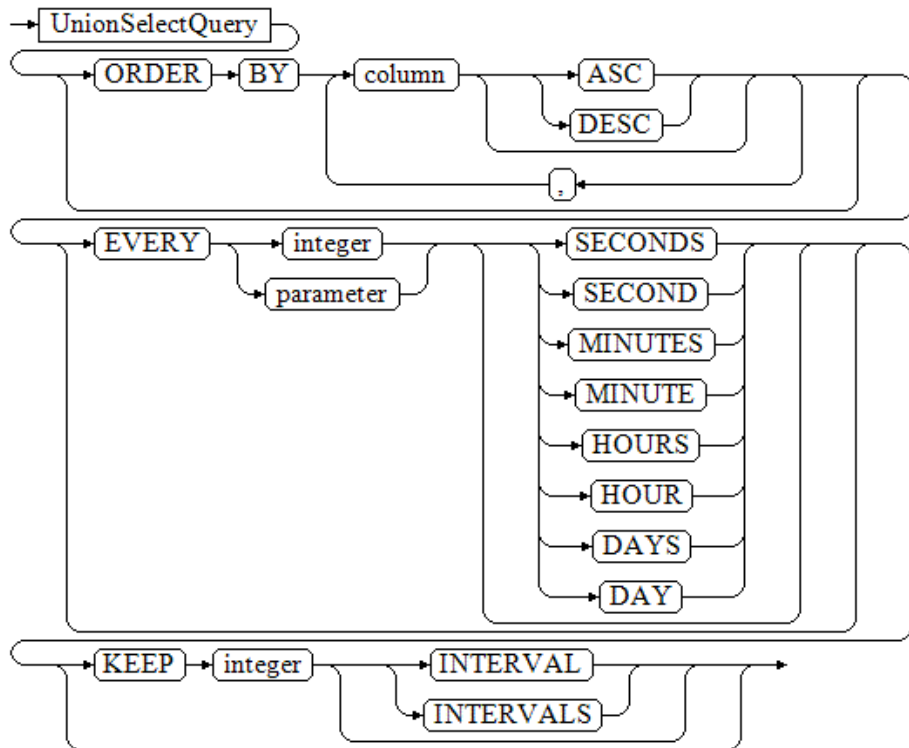 UnionSelectQuery
ORDER BY column ASC
DESC
,
EVERY integer SECONDS
parameter SECOND
MINUTES
MINUTE
HOURS
HOUR
DAYS
DAY
KEEP integer INTERVAL
INTERVALS